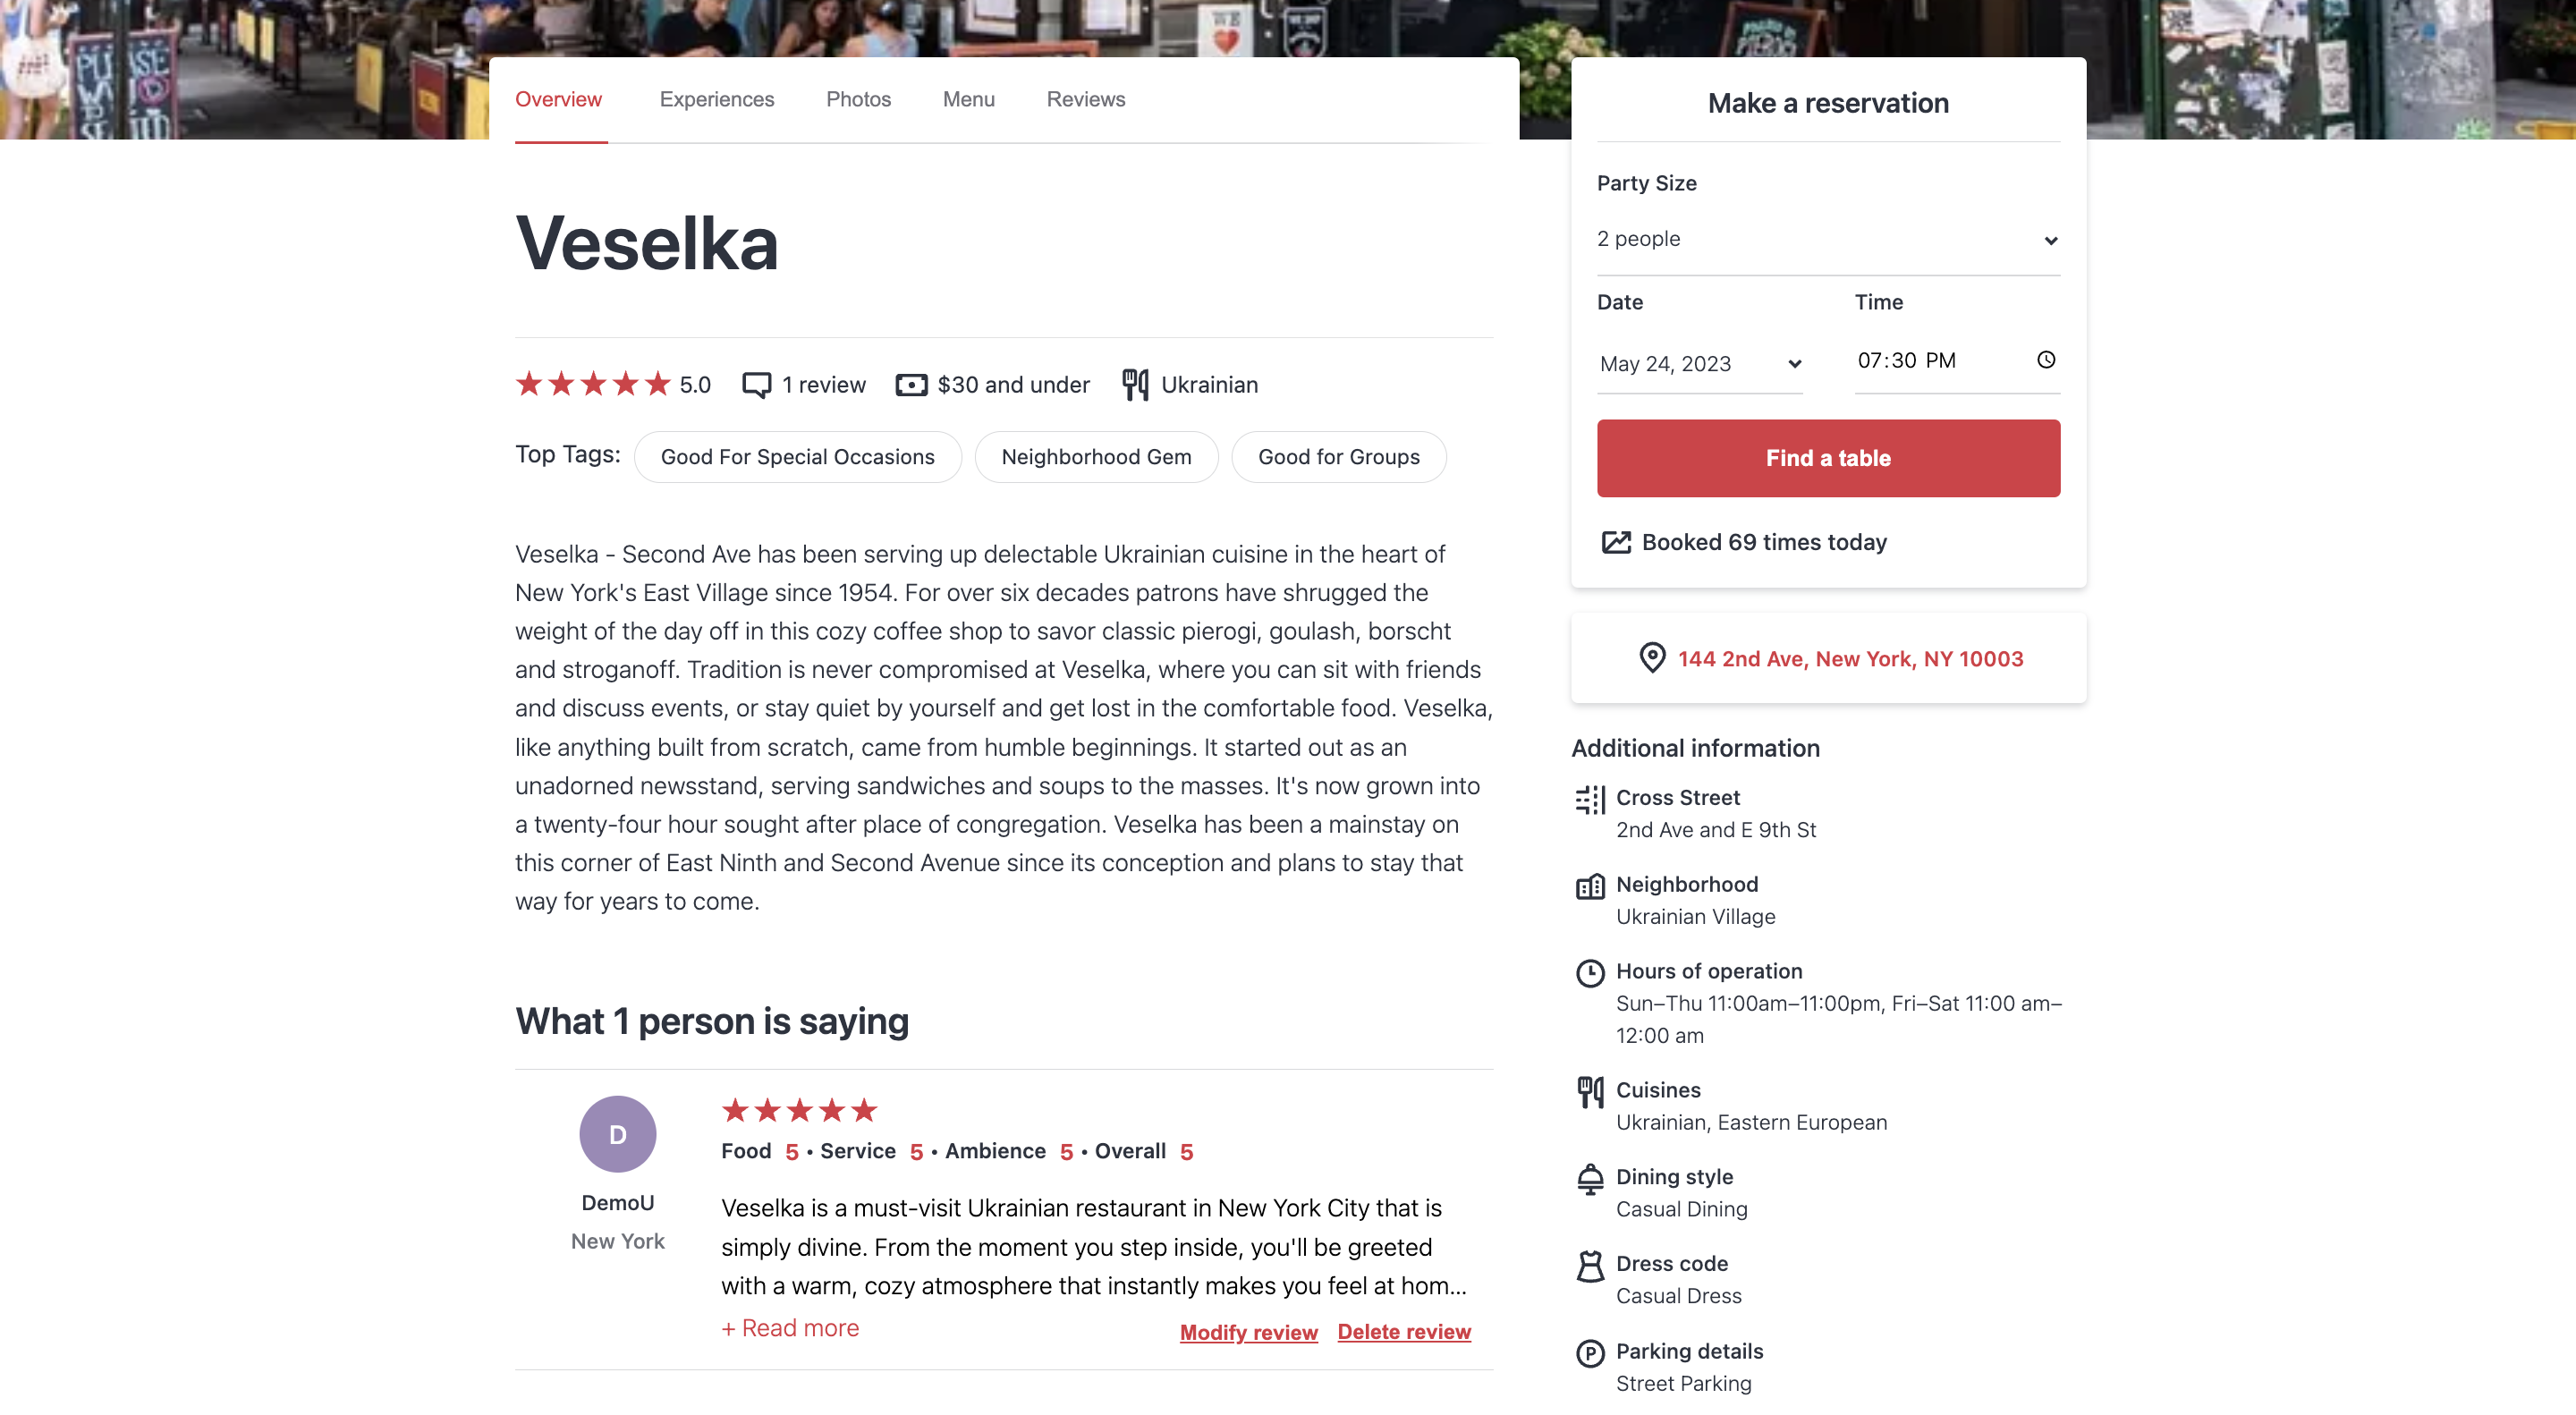 PLEASE
WE
Overview
Experiences
Photos
Menu
Reviews
Veselka
5.0
1 review
$30 and under
Ukrainian
Top Tags:
Good For Special Occasions
Neighborhood Gem
Good for Groups
Veselka - Second Ave has been serving up delectable Ukrainian cuisine in the heart of
New York's East Village since 1954. For over six decades patrons have shrugged the
weight of the day off in this cozy coffee shop to savor classic pierogi, goulash, borscht
and stroganoff. Tradition is never compromised at Veselka, where you can sit with friends
and discuss events, or stay quiet by yourself and get lost in the comfortable food. Veselka,
like anything built from scratch, came from humble beginnings. It started out as an
unadorned newsstand, serving sandwiches and soups to the masses. It's now grown into
a twenty-four hour sought after place of congregation. Veselka has been a mainstay on
this corner of East Ninth and Second Avenue since its conception and plans to stay that
way for years to come.
What 1 person is saying
D
DemoU
New York
Food 5 • Service 5 • Ambience 5 • Overall 5
Veselka is a must-visit Ukrainian restaurant in New York City that is
simply divine. From the moment you step inside, you'll be greeted
with a warm, cozy atmosphere that instantly makes you feel at hom...
+ Read more
Modify review
Delete review
Make a reservation
Party Size
2 people
Date
Time
May 24, 2023
07:30 PM
Find a table
Booked 69 times today
144 2nd Ave, New York, NY 10003
Additional information
Cross Street
2nd Ave and E 9th St
Neighborhood
Ukrainian Village
Hours of operation
Sun–Thu 11:00am–11:00pm, Fri–Sat 11:00 am–
12:00 am
Cuisines
Ukrainian, Eastern European
Dining style
Casual Dining
Dress code
Casual Dress
P
Parking details
Street Parking